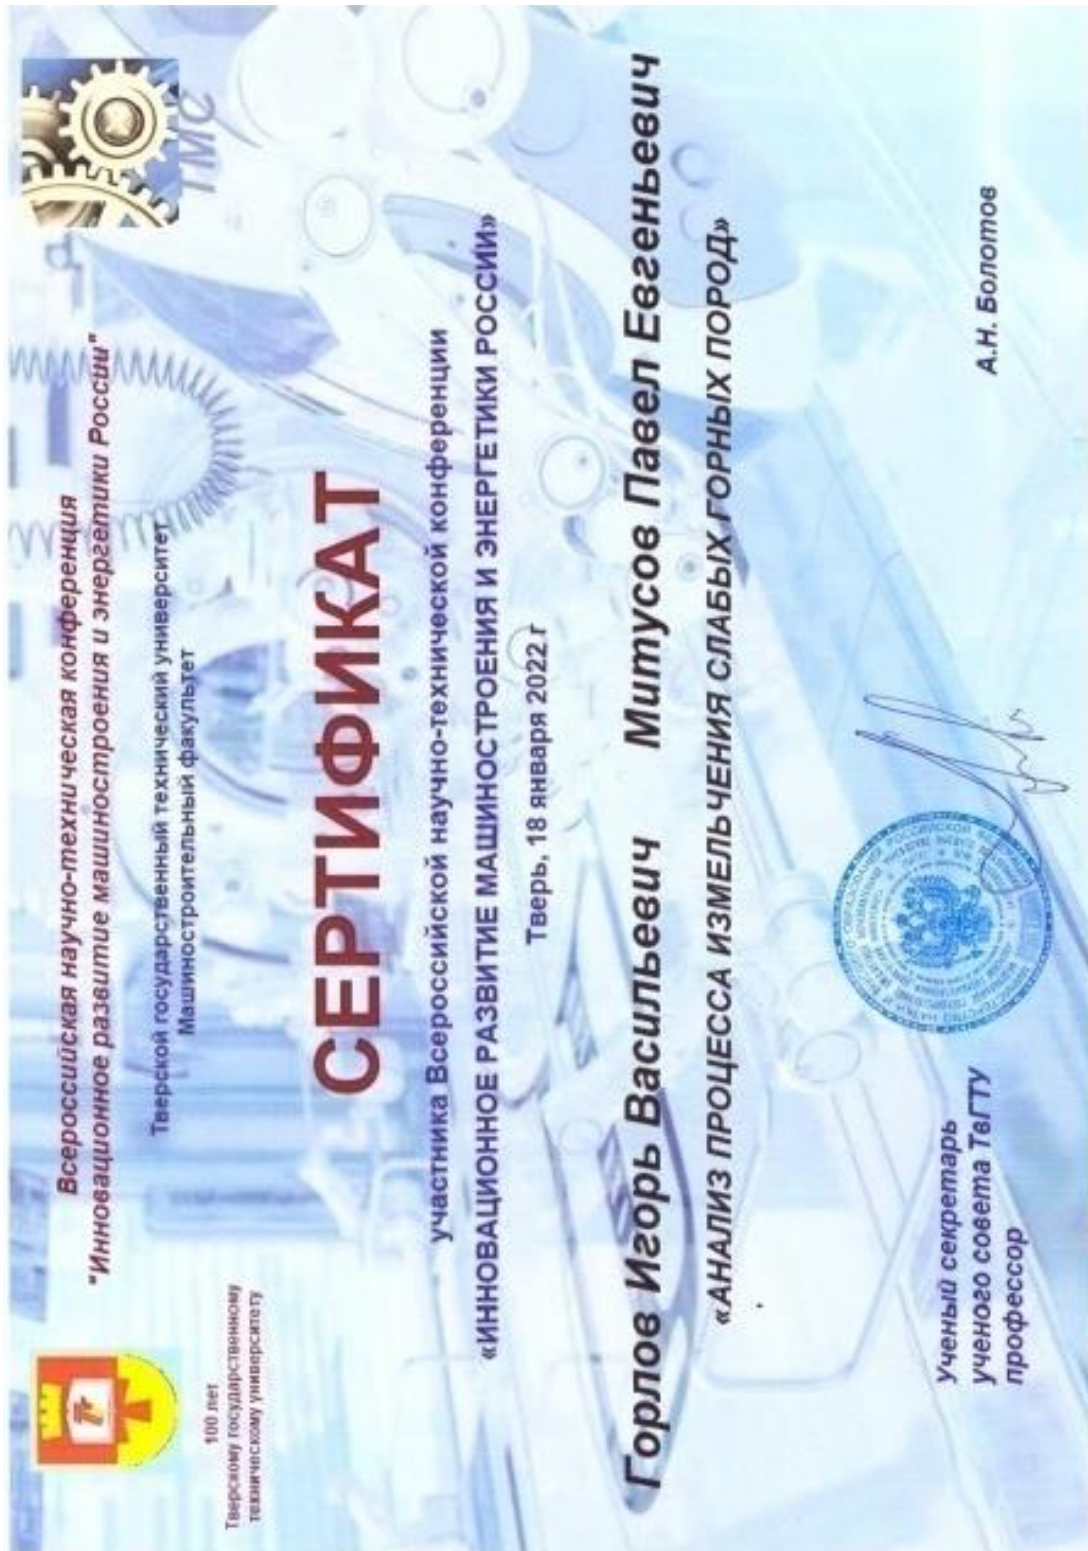 Всероссийская научно-техническая конференция
"Инновационное развитие машиностроения и энергетики России"
ТМС
Тверской государственный технический университет
Машиностроительный факультет
100 лет
Тверскому государственному
техническому университету
СЕРТИФИКАТ
участника Всероссийской научно-технической конференции
«ИННОВАЦИОННОЕ РАЗВИТИЕ МАШИНОСТРОЕНИЯ И ЭНЕРГЕТИКИ РОССИИ»
Тверь, 18 января 2022 г
Горлов Игорь Васильевич Митусов Павел Евгеньевич
«АНАЛИЗ ПРОЦЕССА ИЗМЕЛЬЧЕНИЯ СЛАБЫХ ГОРНЫХ ПОРОД»
Ученый секретарь
ученого совета ТвГТУ
профессор
А.Н. Болотов